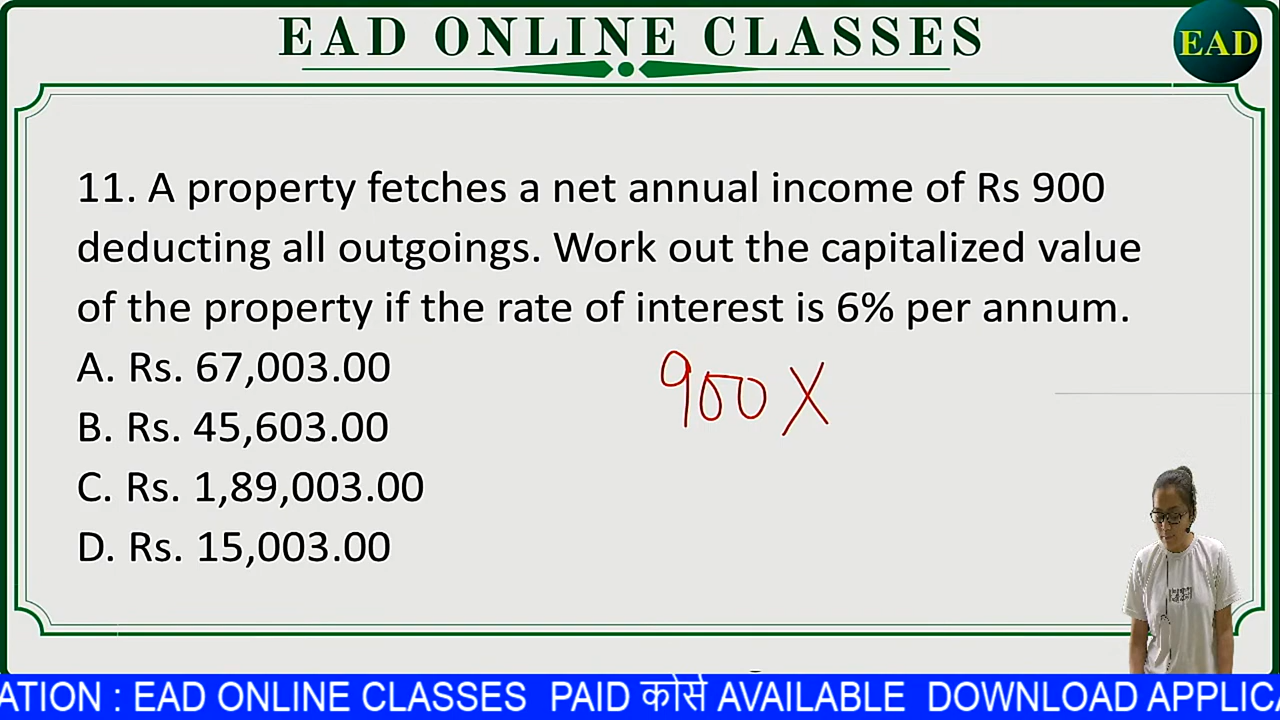 EAD ONLINE CLASSES
EAD
11. A property fetches a net annual income of Rs 900
deducting all outgoings. Work out the capitalized value
of the property if the rate of interest is 6% per annum.
A. Rs. 67,003.00
900 X
B. Rs. 45,603.00
C. Rs. 1,89,003.00
D. Rs. 15,003.00
ATION : EAD ONLINE CLASSES PAID कोर्स AVAILABLE DOWNLOAD APPLICA